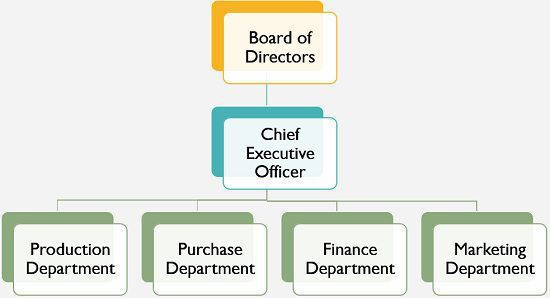 Board of
Directors
Chief
Executive
Officer
Production
Department
Purchase
Department
Finance
Department
Marketing
Department